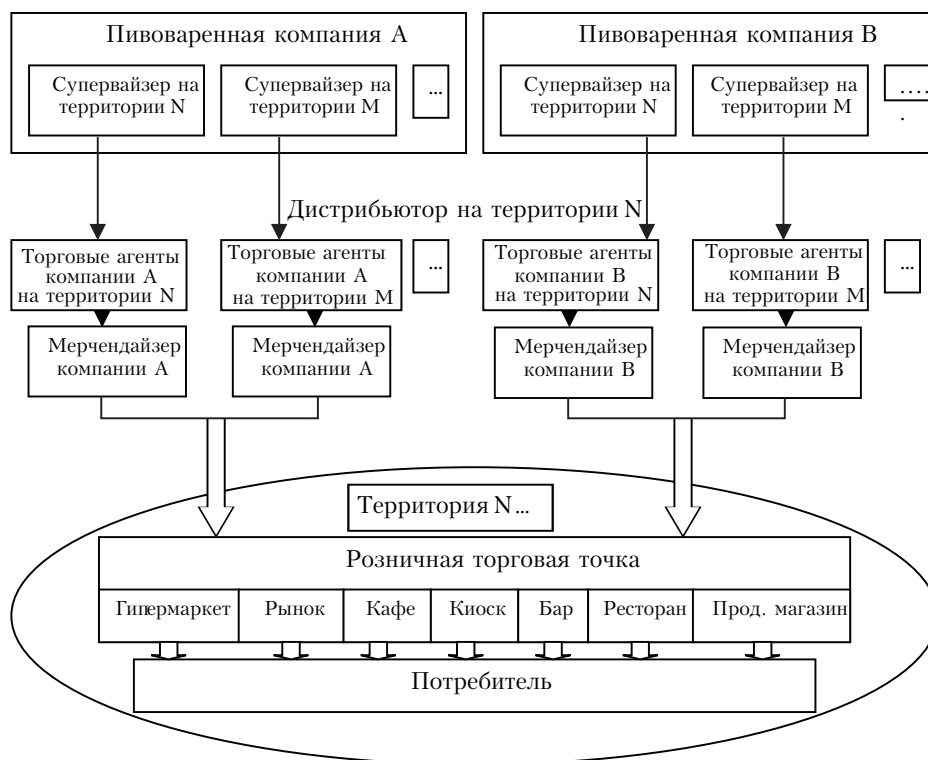 Пивоваренная компания А
Супервайзер на
территории N
Супервайзер на
территории М
...
Пивоваренная компания В
Супервайзер на
территории N
Супервайзер на
территории М
....
.
Дистрибьютор на территории N
Торговые агенты
компании А
на территории N
Торговые агенты
компании А
на территории М
...
Торговые агенты
компании В
на территории N
Торговые агенты
компании В
на территории М
...
Мерчендайзер
компании А
Мерчендайзер
компании А
Мерчендайзер
компании В
Мерчендайзер
компании В
Территория N...
Розничная торговая точка
Гипермаркет
Рынок
Кафе
Киоск
Бар
Ресторан
Прод. магазин
Потребитель